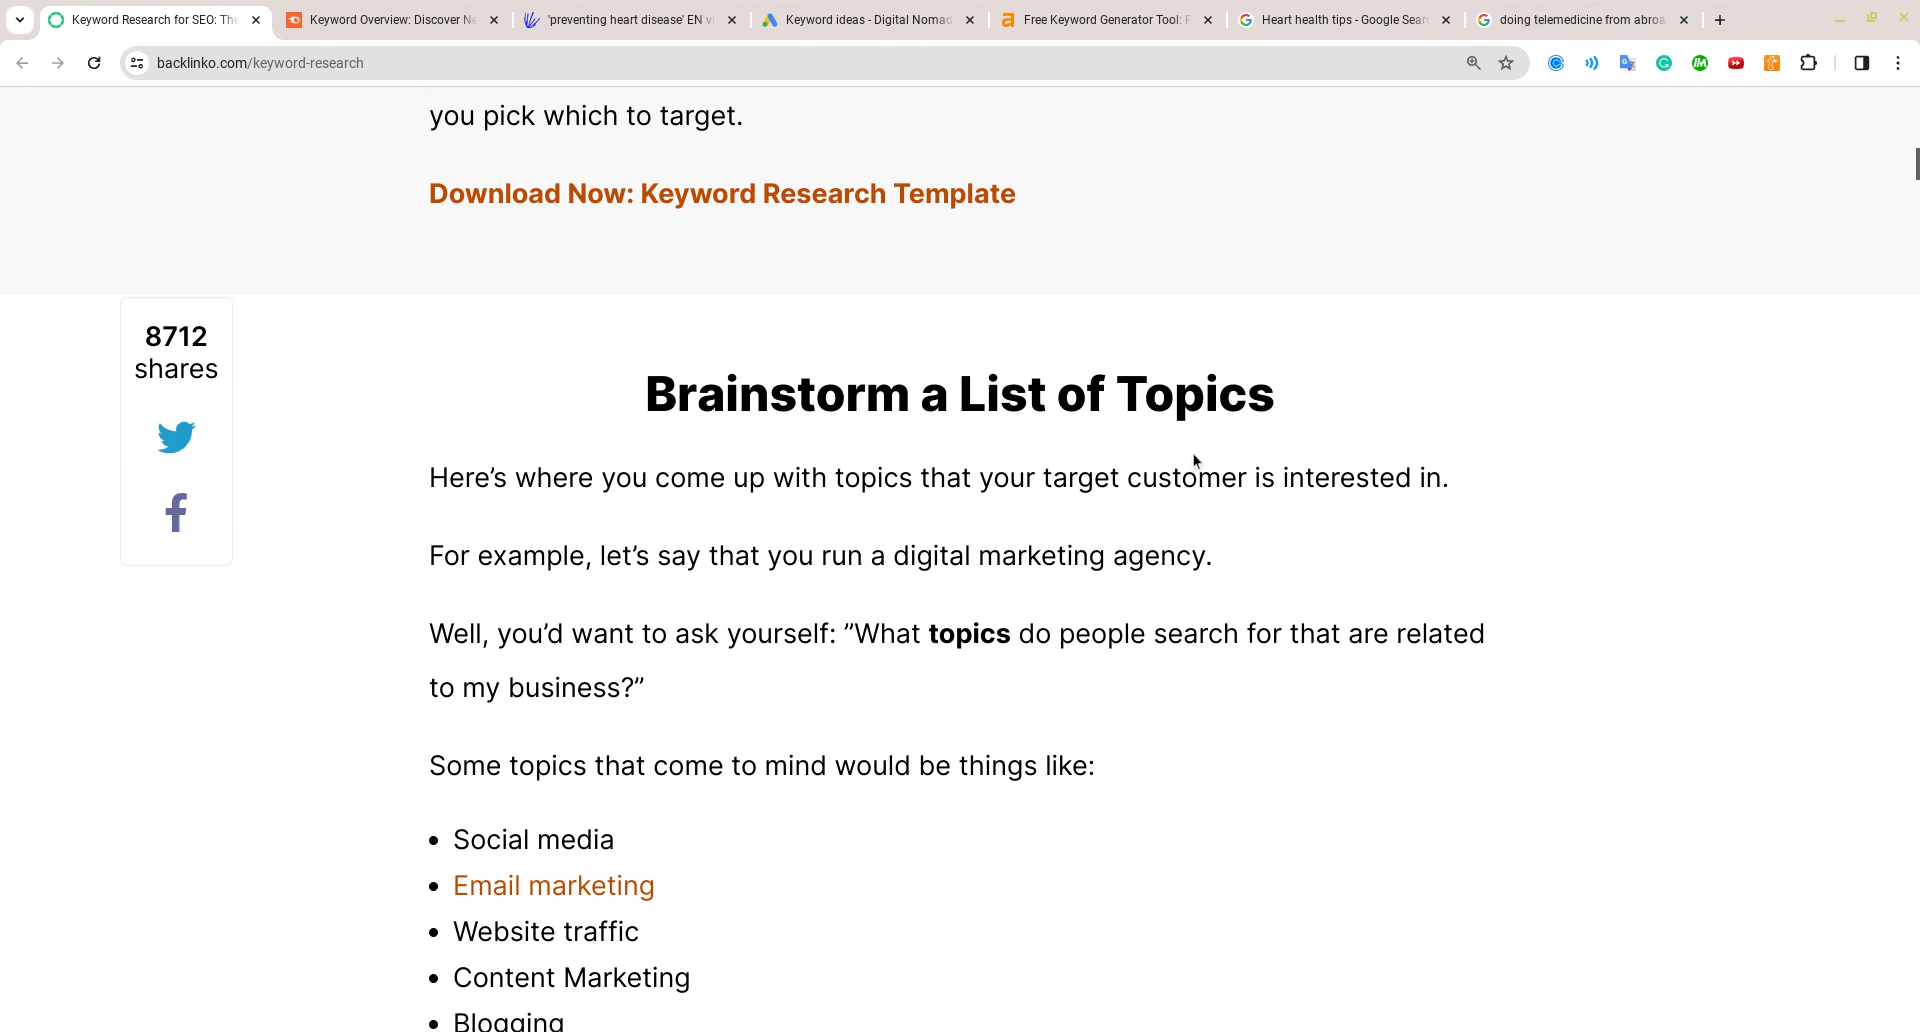 Keyword Research for SEO: The
Keyword Overview: Discover Ne
'preventing heart disease' EN vi
Keyword ideas - Digital Nomad
Free Keyword Generator Tool: F
Heart health tips - Google Sear
doing telemedicine from abroa
backlinko.com/keyword-research
you pick which to target.
Download Now: Keyword Research Template
8712
shares
Brainstorm a List of Topics
Here’s where you come up with topics that your target customer is interested in.
For example, let’s say that you run a digital marketing agency.
Well, you’d want to ask yourself: ”What topics do people search for that are related
to my business?”
Some topics that come to mind would be things like:
• Social media
• Email marketing
• Website traffic
• Content Marketing
• Blogging